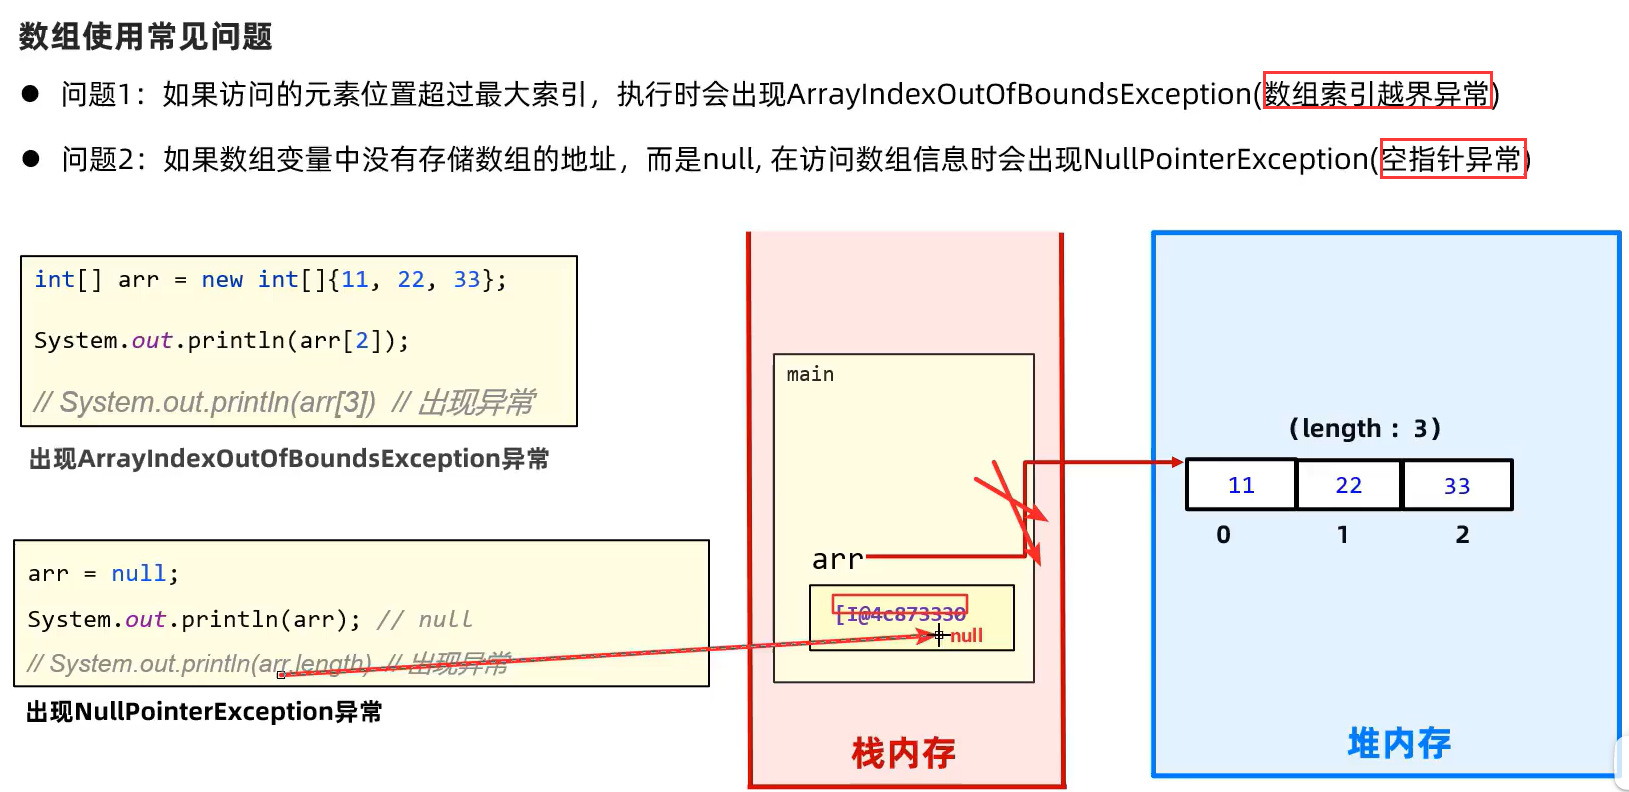 数组使用常见问题
● 问题1：如果访问的元素位置超过最大索引，执行时会出现ArrayIndexOutOfBoundsException(数组索引越界异常)
● 问题2：如果数组变量中没有存储数组的地址，而是null, 在访问数组信息时会出现NullPointerException(空指针异常)
int[] arr = new int[]{11, 22, 33};
System.out.println(arr[2]);
// System.out.println(arr[3]) // 出现异常
出现ArrayIndexOutOfBoundsException异常
arr = null;
System.out.println(arr); // null
// System.out.println(arr.length) // 出现异常
出现NullPointerException异常
main
arr
[I@4c873330
null
栈内存
(length : 3)
11 22 33
0 1 2
堆内存